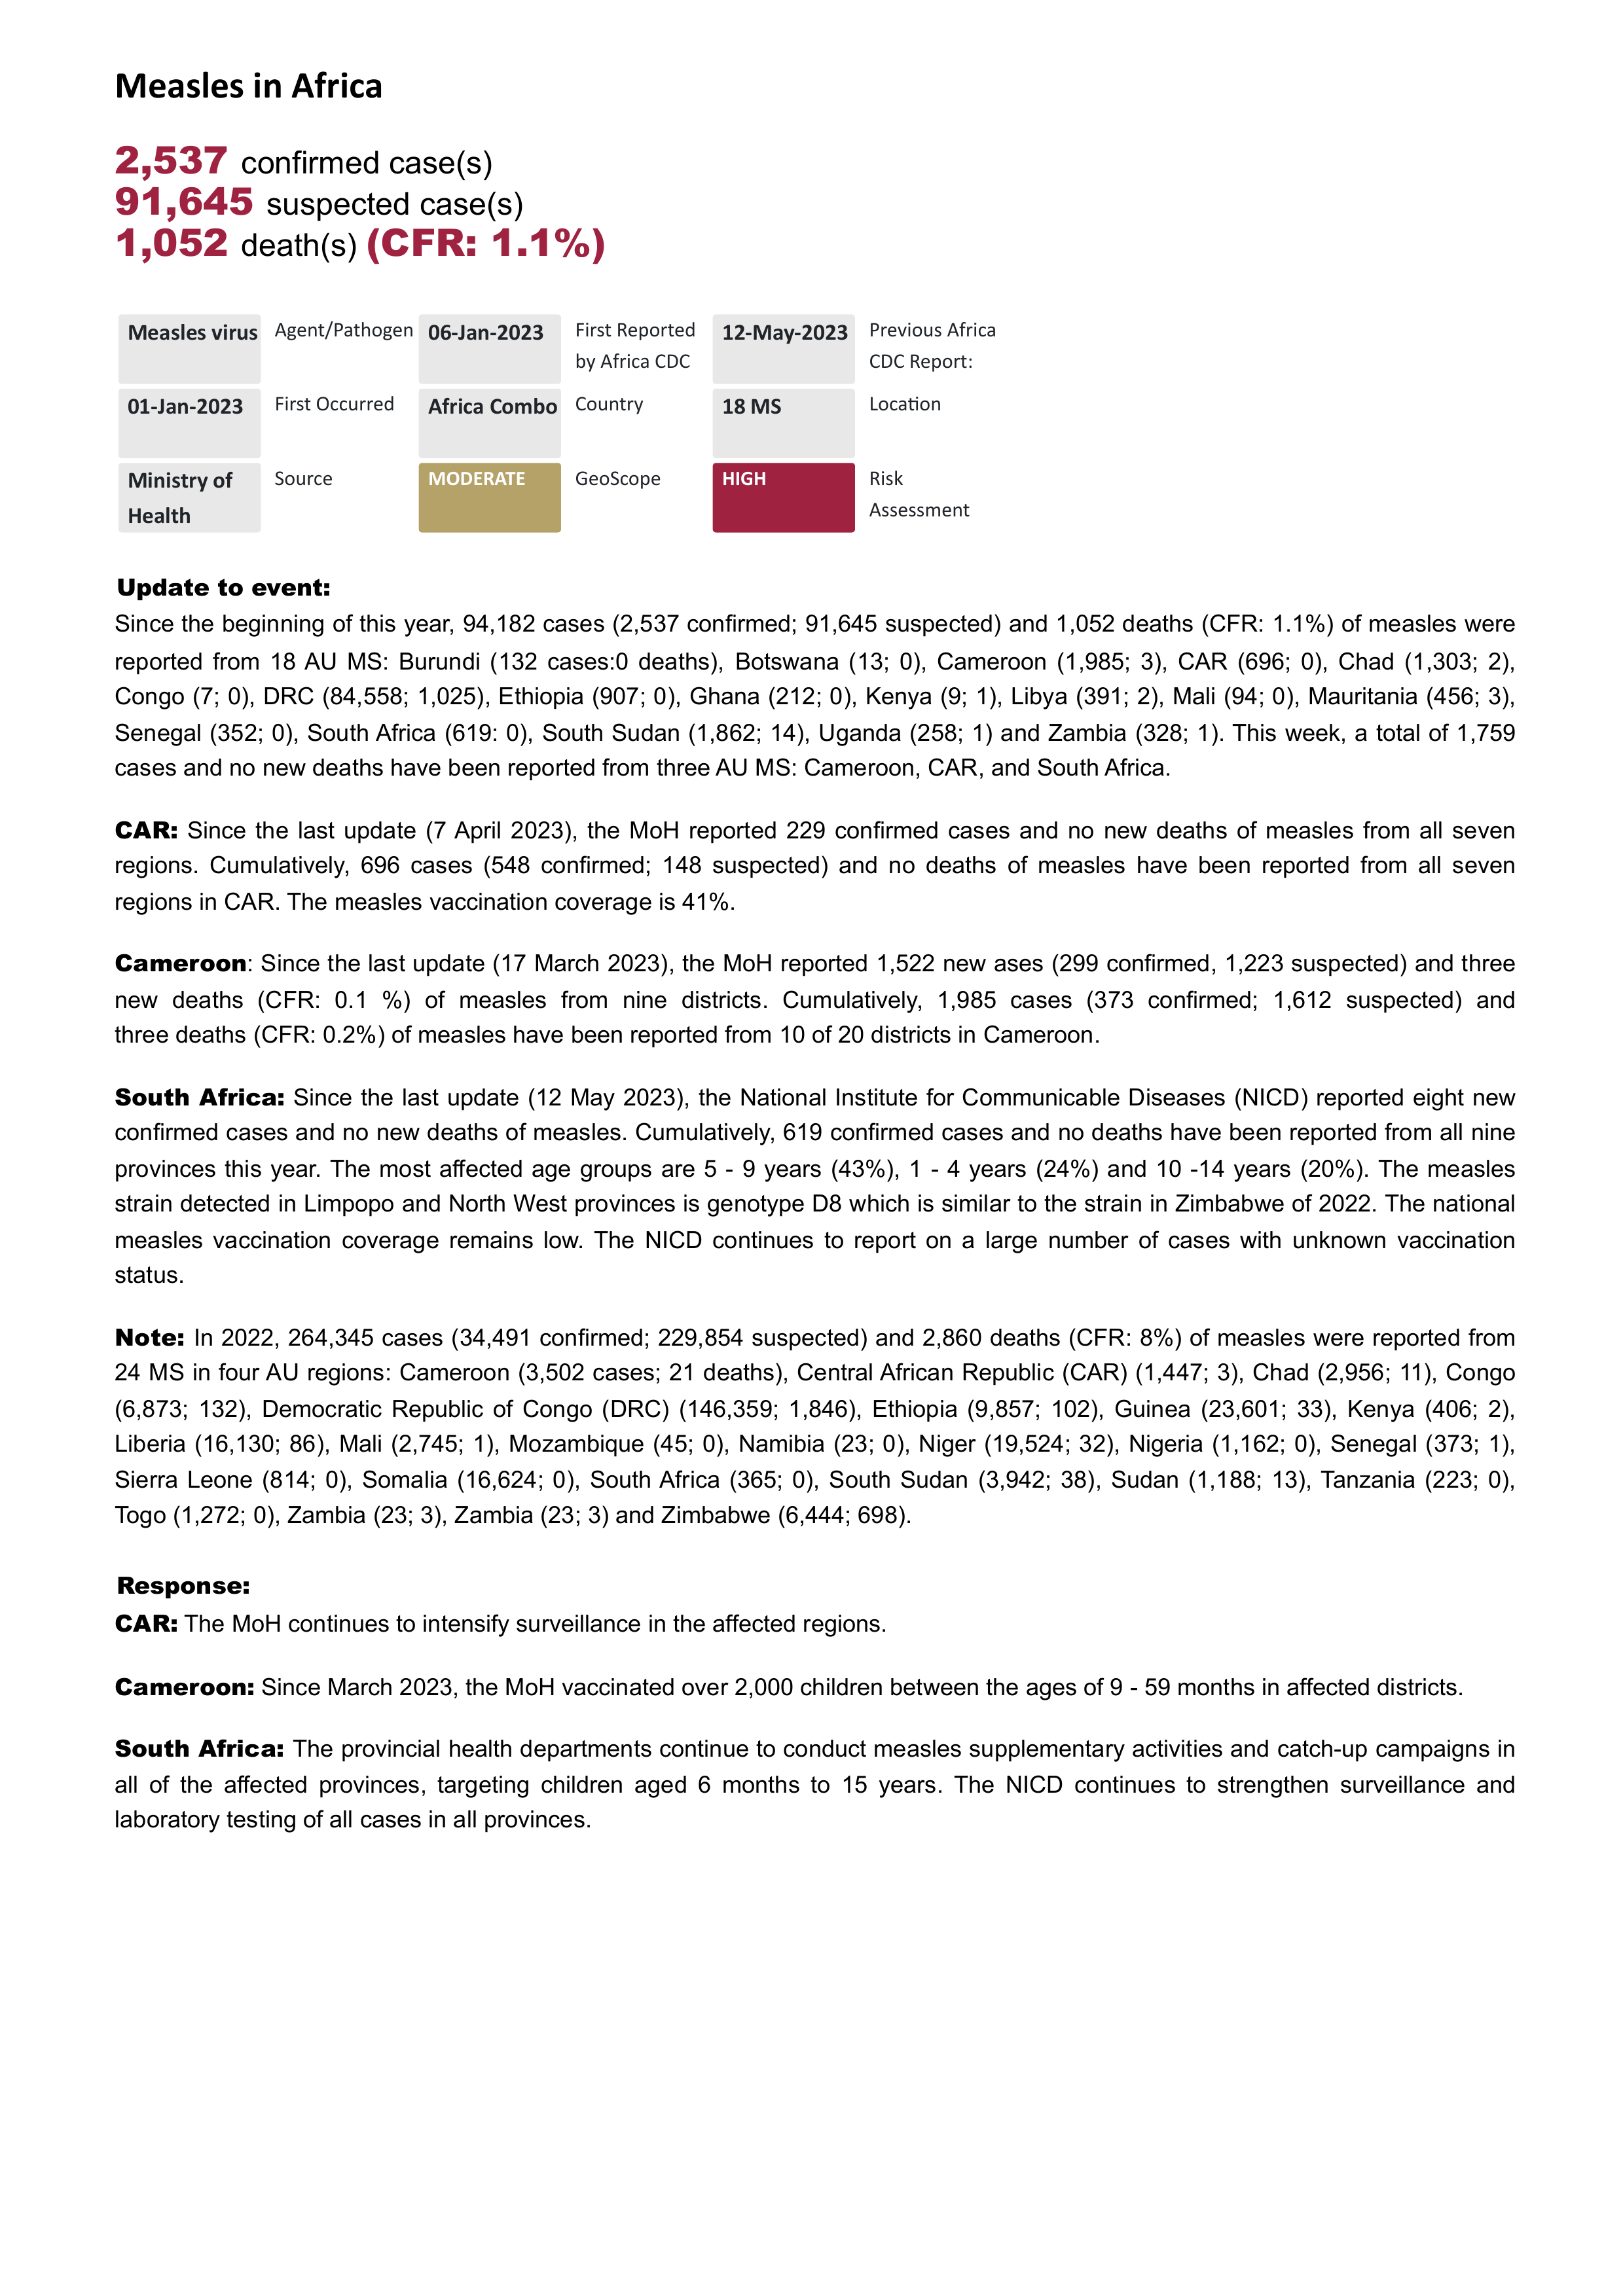 Measles in Africa
2,537 confirmed case(s)
91,645 suspected case(s)
1,052 death(s) (CFR: 1.1%)
Measles virus Agent/Pathogen 06-Jan-2023 First Reported by Africa CDC 12-May-2023 Previous Africa CDC Report:
01-Jan-2023 First Occurred Africa Combo Country 18 MS Location
Ministry of Health Source MODERATE GeoScope HIGH Risk Assessment
Update to event:
Since the beginning of this year, 94,182 cases (2,537 confirmed; 91,645 suspected) and 1,052 deaths (CFR: 1.1%) of measles were
reported from 18 AU MS: Burundi (132 cases:0 deaths), Botswana (13; 0), Cameroon (1,985; 3), CAR (696; 0), Chad (1,303; 2),
Congo (7; 0), DRC (84,558; 1,025), Ethiopia (907; 0), Ghana (212; 0), Kenya (9; 1), Libya (391; 2), Mali (94; 0), Mauritania (456; 3),
Senegal (352; 0), South Africa (619: 0), South Sudan (1,862; 14), Uganda (258; 1) and Zambia (328; 1). This week, a total of 1,759
cases and no new deaths have been reported from three AU MS: Cameroon, CAR, and South Africa.
CAR: Since the last update (7 April 2023), the MoH reported 229 confirmed cases and no new deaths of measles from all seven
regions. Cumulatively, 696 cases (548 confirmed; 148 suspected) and no deaths of measles have been reported from all seven
regions in CAR. The measles vaccination coverage is 41%.
Cameroon: Since the last update (17 March 2023), the MoH reported 1,522 new ases (299 confirmed, 1,223 suspected) and three
new deaths (CFR: 0.1 %) of measles from nine districts. Cumulatively, 1,985 cases (373 confirmed; 1,612 suspected) and
three deaths (CFR: 0.2%) of measles have been reported from 10 of 20 districts in Cameroon.
South Africa: Since the last update (12 May 2023), the National Institute for Communicable Diseases (NICD) reported eight new
confirmed cases and no new deaths of measles. Cumulatively, 619 confirmed cases and no deaths have been reported from all nine
provinces this year. The most affected age groups are 5 - 9 years (43%), 1 - 4 years (24%) and 10 -14 years (20%). The measles
strain detected in Limpopo and North West provinces is genotype D8 which is similar to the strain in Zimbabwe of 2022. The national
measles vaccination coverage remains low. The NICD continues to report on a large number of cases with unknown vaccination
status.
Note: In 2022, 264,345 cases (34,491 confirmed; 229,854 suspected) and 2,860 deaths (CFR: 8%) of measles were reported from
24 MS in four AU regions: Cameroon (3,502 cases; 21 deaths), Central African Republic (CAR) (1,447; 3), Chad (2,956; 11), Congo
(6,873; 132), Democratic Republic of Congo (DRC) (146,359; 1,846), Ethiopia (9,857; 102), Guinea (23,601; 33), Kenya (406; 2),
Liberia (16,130; 86), Mali (2,745; 1), Mozambique (45; 0), Namibia (23; 0), Niger (19,524; 32), Nigeria (1,162; 0), Senegal (373; 1),
Sierra Leone (814; 0), Somalia (16,624; 0), South Africa (365; 0), South Sudan (3,942; 38), Sudan (1,188; 13), Tanzania (223; 0),
Togo (1,272; 0), Zambia (23; 3), Zambia (23; 3) and Zimbabwe (6,444; 698).
Response:
CAR: The MoH continues to intensify surveillance in the affected regions.
Cameroon: Since March 2023, the MoH vaccinated over 2,000 children between the ages of 9 - 59 months in affected districts.
South Africa: The provincial health departments continue to conduct measles supplementary activities and catch-up campaigns in
all of the affected provinces, targeting children aged 6 months to 15 years. The NICD continues to strengthen surveillance and
laboratory testing of all cases in all provinces.